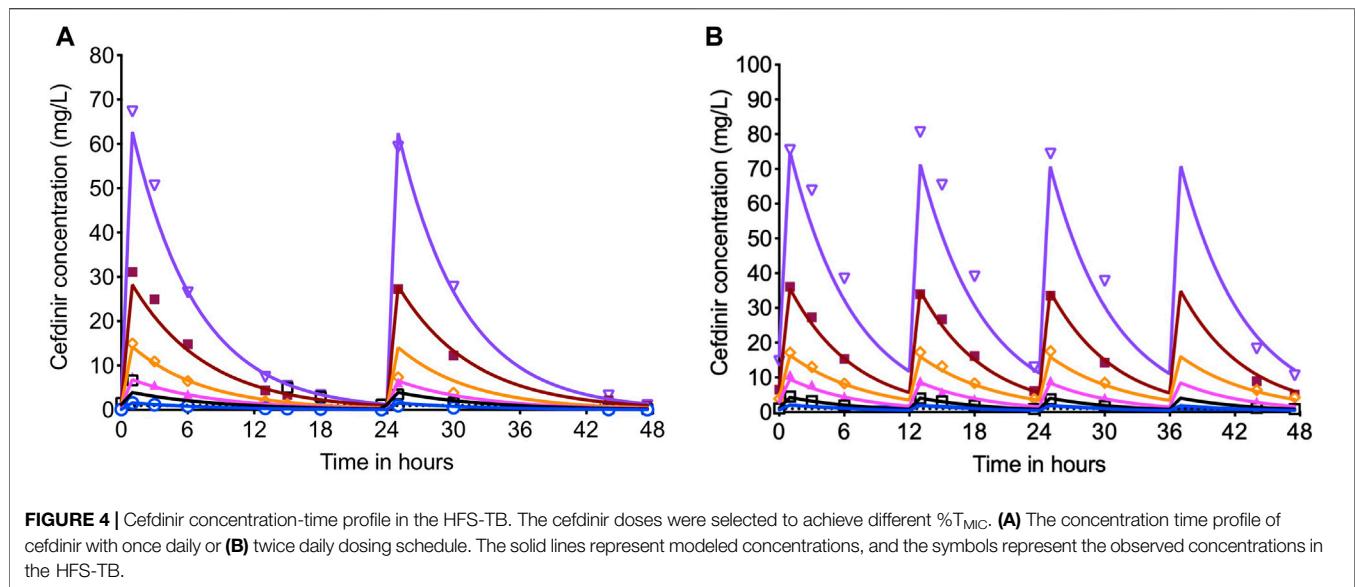 A
80
70
60
50
40
30
20
10
0
Cefdinir concentration (mg/L)
0 6 12 18 24 30 36 42 48
Time in hours
B
100
90
80
70
60
50
40
30
20
10
0
Cefdinir concentration (mg/L)
0 6 12 18 24 30 36 42 48
Time in hours
FIGURE 4 | Cefdinir concentration-time profile in the HFS-TB. The cefdinir doses were selected to achieve different %TMIC. (A) The concentration time profile of
cefdinir with once daily or (B) twice daily dosing schedule. The solid lines represent modeled concentrations, and the symbols represent the observed concentrations in
the HFS-TB.